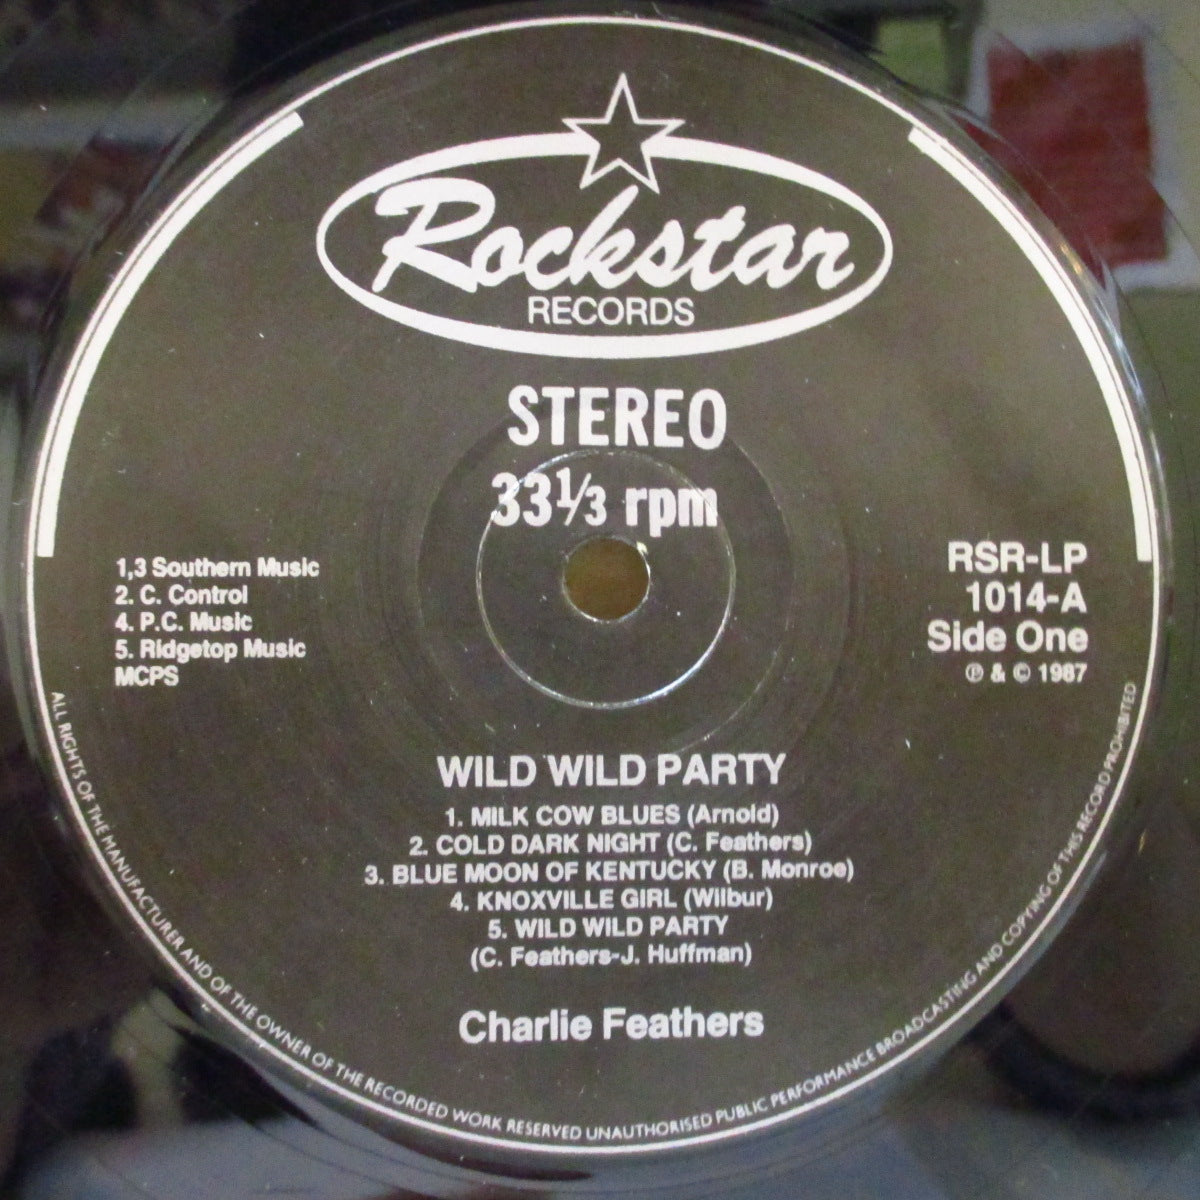 Rockstar
RECORDS
STEREO
33⅓ rpm
1,3 Southern Music
2. C. Control
4. P.C. Music
5. Ridgetop Music
MCPS
RSR-LP
1014-A
Side One
℗ & © 1987
WILD WILD PARTY
1. MILK COW BLUES (Arnold)
2. COLD DARK NIGHT (C. Feathers)
3. BLUE MOON OF KENTUCKY (B. Monroe)
4. KNOXVILLE GIRL (Wilbur)
5. WILD WILD PARTY
(C. Feathers-J. Huffman)
Charlie Feathers
ALL RIGHTS OF THE MANUFACTURER AND OF THE OWNER OF THE RECORDED WORK RESERVED UNAUTHORISED PUBLIC PERFORMANCE BROADCASTING AND COPYING OF THIS RECORD PROHIBITED